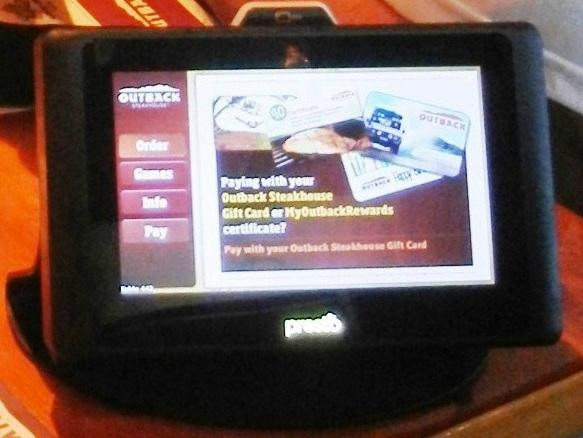 OUTBACK
STEAKHOUSE
Order
Games
Info
Pay
OUTBACK
Paying with your
Outback Steakhouse
Gift Card or MyOutbackRewards
certificate?
Pay with your Outback Steakhouse Gift Card
presto